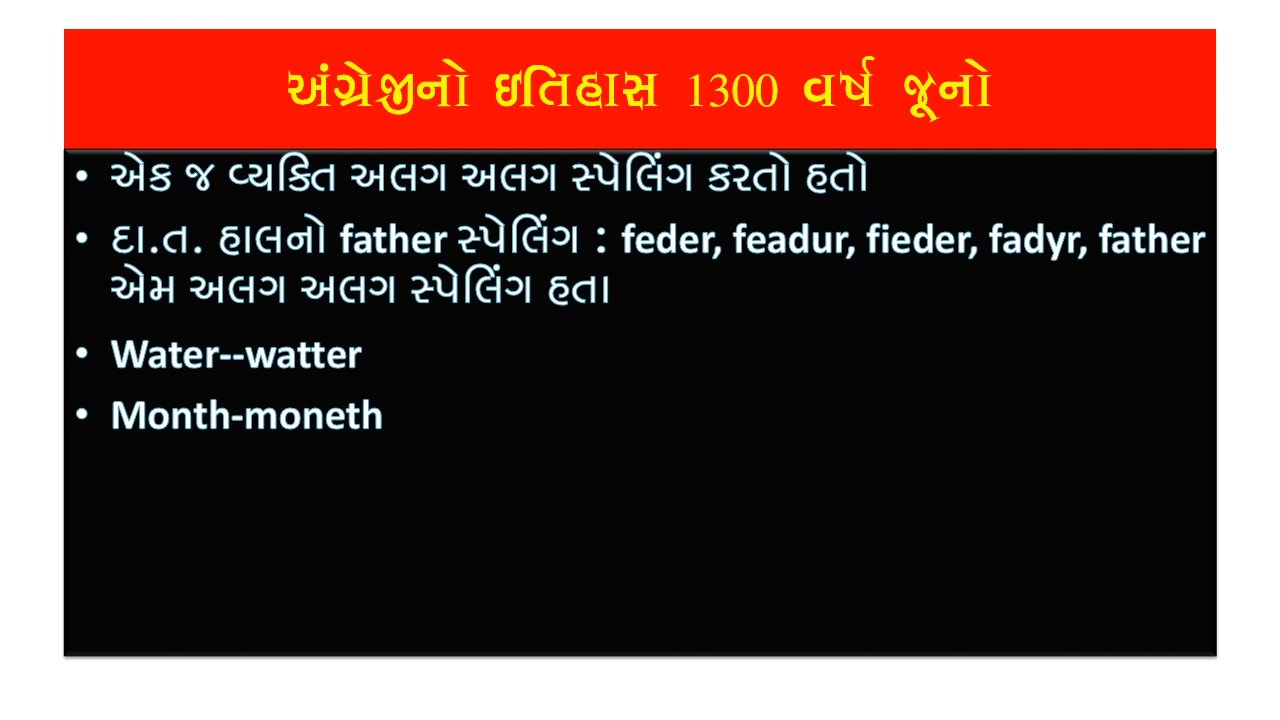 અંગ્રેજીનો ઇતિહાસ 1300 વર્ષ જૂનો
• એક જ વ્યક્તિ અલગ અલગ સ્પેલિંગ કરતો હતો
• દા.ત. હાલનો father સ્પેલિંગ : feder, feadur, fieder, fadyr, father
એમ અલગ અલગ સ્પેલિંગ હતા
• Water--watter
• Month-moneth